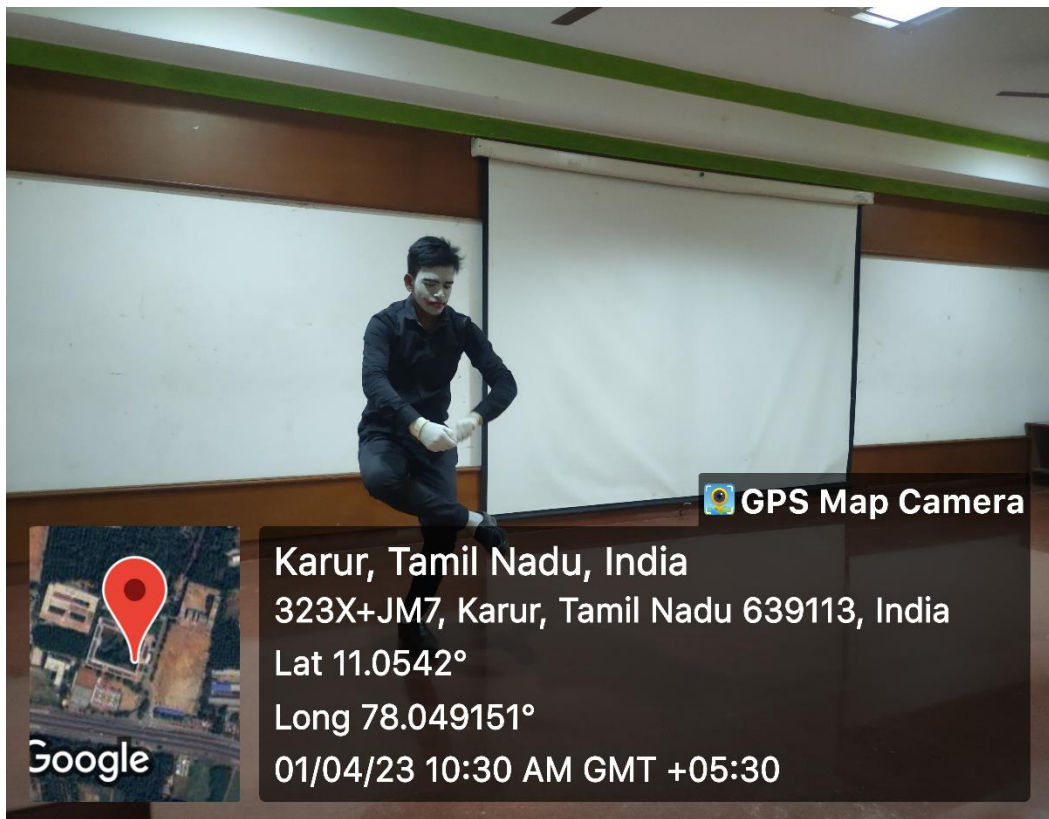 GPS Map Camera
Karur, Tamil Nadu, India
323X+JM7, Karur, Tamil Nadu 639113, India
Lat 11.0542°
Long 78.049151°
01/04/23 10:30 AM GMT +05:30
Google